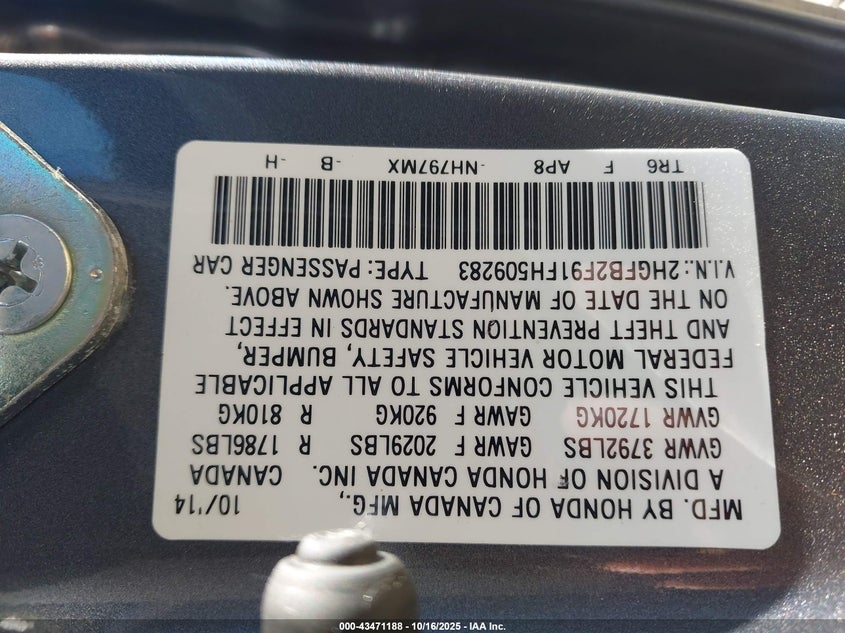 MFD. BY HONDA OF CANADA MFG., 10/'14
A DIVISION OF HONDA CANADA INC. CANADA
GVWR 3792LBS GAWR F 2029LBS R 1786LBS
GVWR 1720KG GAWR F 920KG R 810KG
THIS VEHICLE CONFORMS TO ALL APPLICABLE
FEDERAL MOTOR VEHICLE SAFETY, BUMPER,
AND THEFT PREVENTION STANDARDS IN EFFECT
ON THE DATE OF MANUFACTURE SHOWN ABOVE.
V.I.N.: 2HGFB2F91FH509283 TYPE: PASSENGER CAR
TR6 F AP8 -NH797MX -B -H
000-43471188 - 10/16/2025 - IAA Inc.